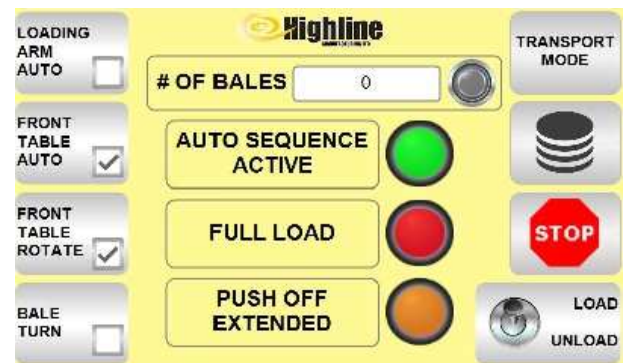 LOADING
ARM
AUTO
Highline
TRANSPORT
MODE
# OF BALES
0
FRONT
TABLE
AUTO
AUTO SEQUENCE
ACTIVE
FRONT
TABLE
ROTATE
FULL LOAD
STOP
BALE
TURN
PUSH OFF
EXTENDED
LOAD
UNLOAD